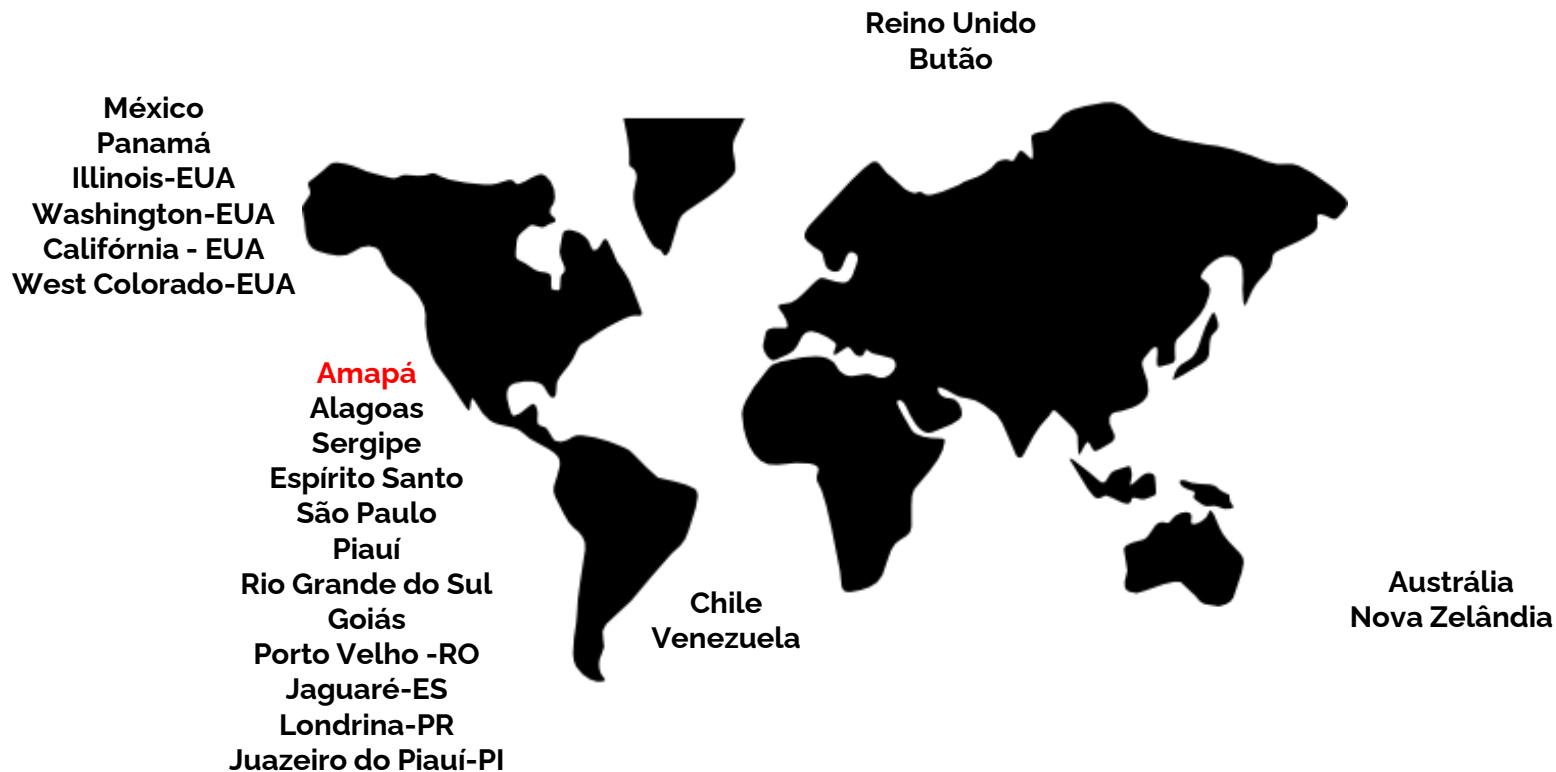 Reino Unido
Butão
México
Panamá
Illinois-EUA
Washington-EUA
Califórnia - EUA
West Colorado-EUA
Amapá
Alagoas
Sergipe
Espírito Santo
São Paulo
Piauí
Rio Grande do Sul
Goiás
Porto Velho -RO
Jaguaré-ES
Londrina-PR
Juazeiro do Piauí-PI
Chile
Venezuela
Austrália
Nova Zelândia